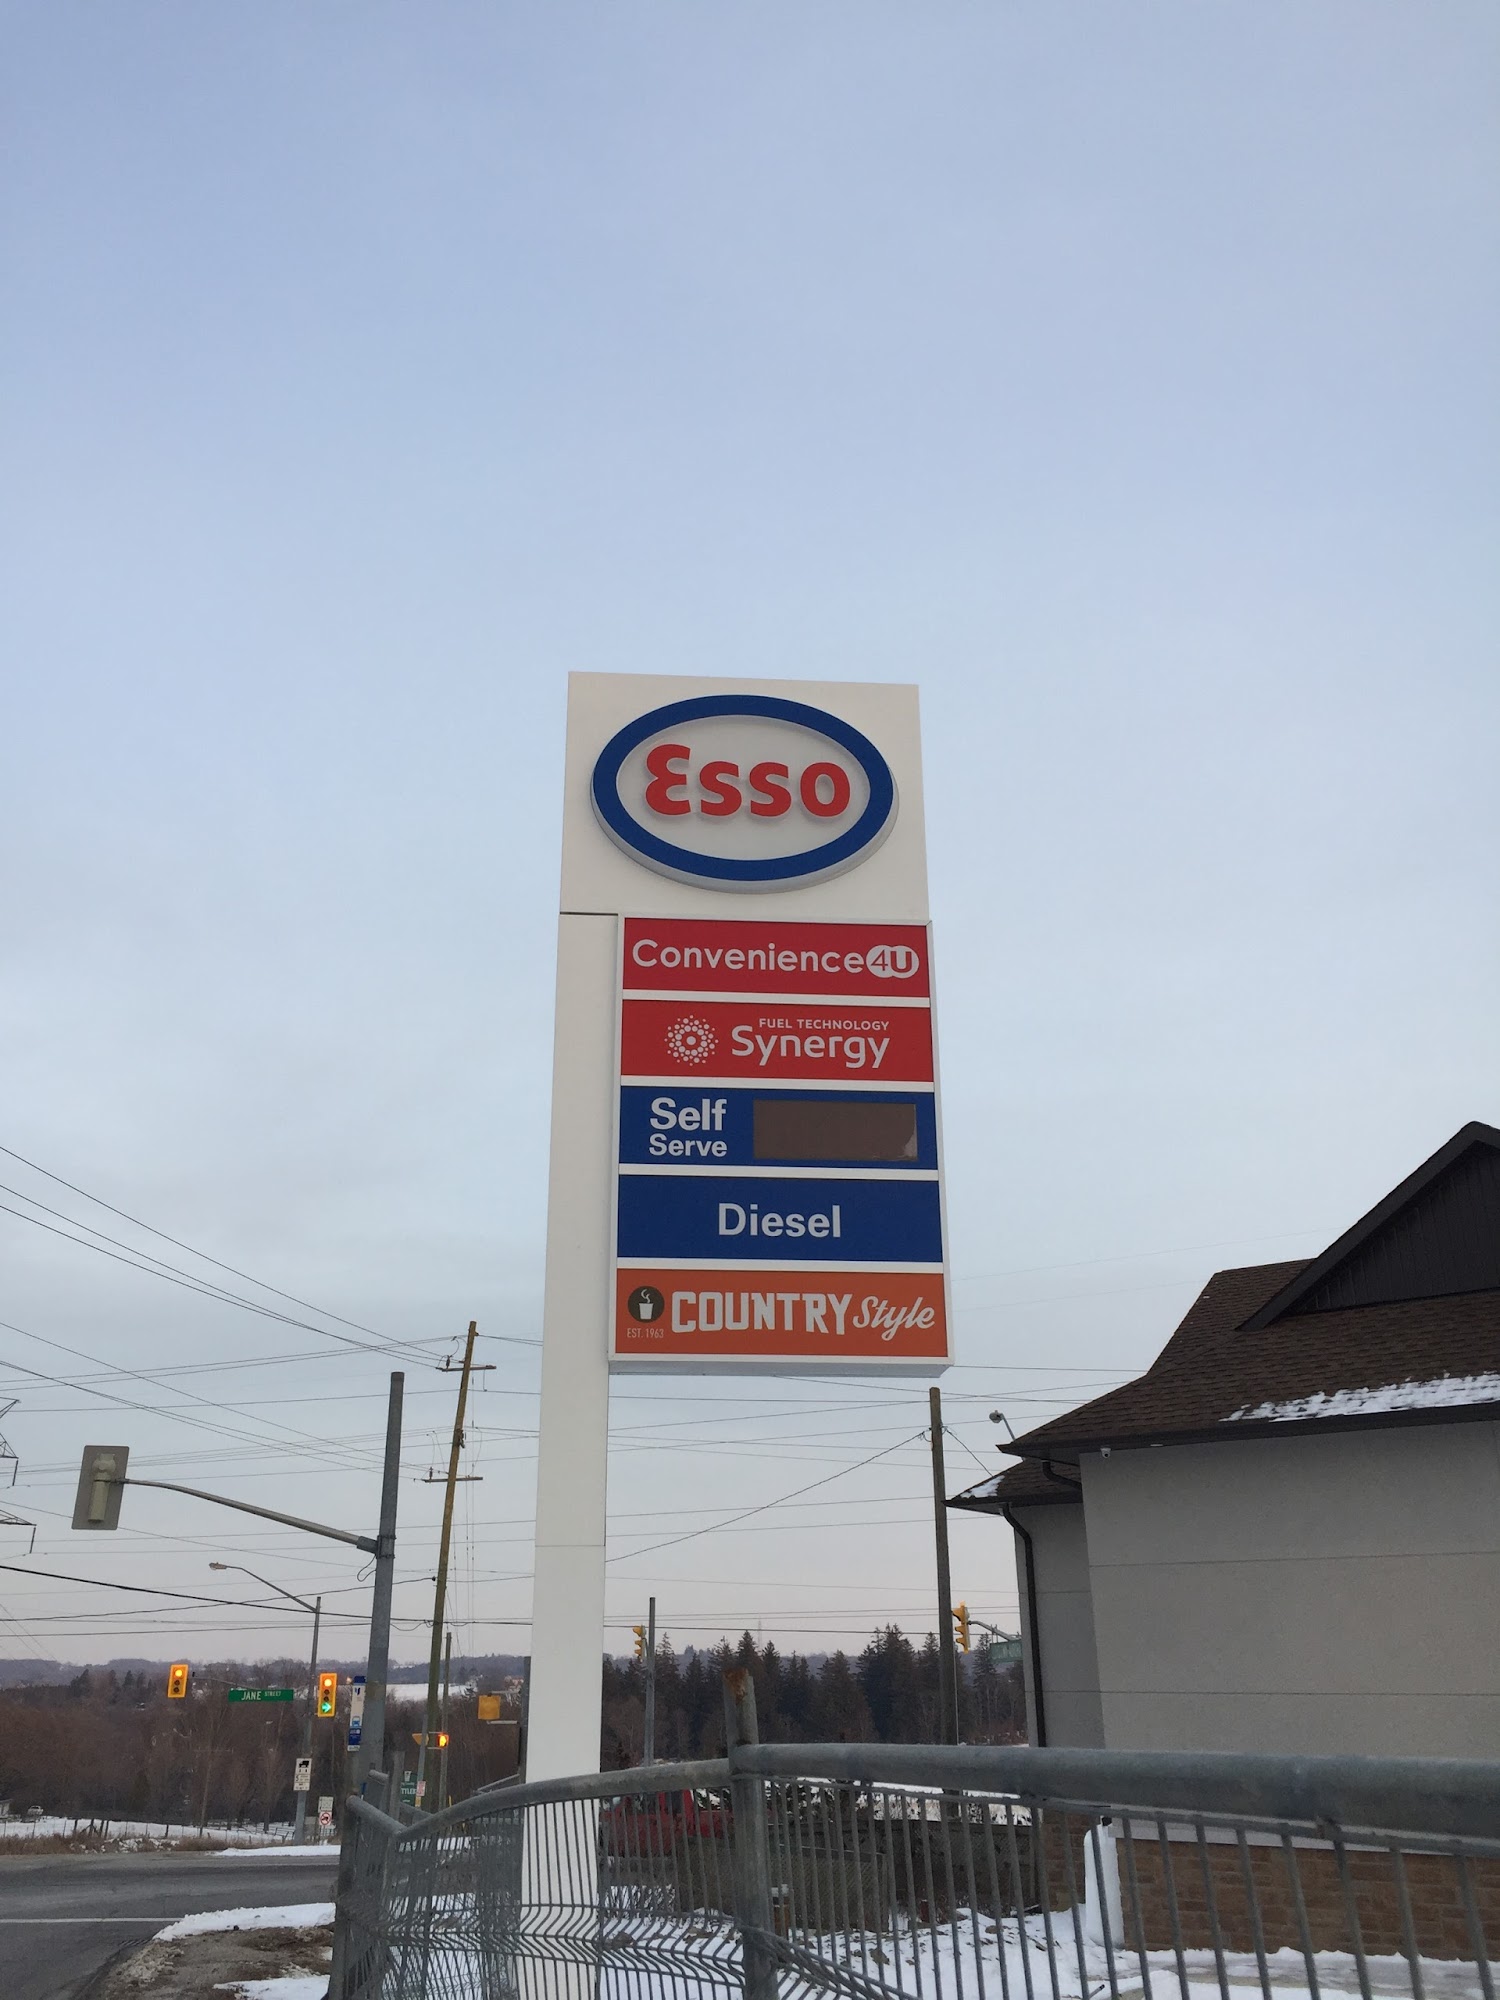 Esso
Convenience4U
FUEL TECHNOLOGY
Synergy
Self
Serve
Diesel
EST. 1963
COUNTRY Style
JANE STREET